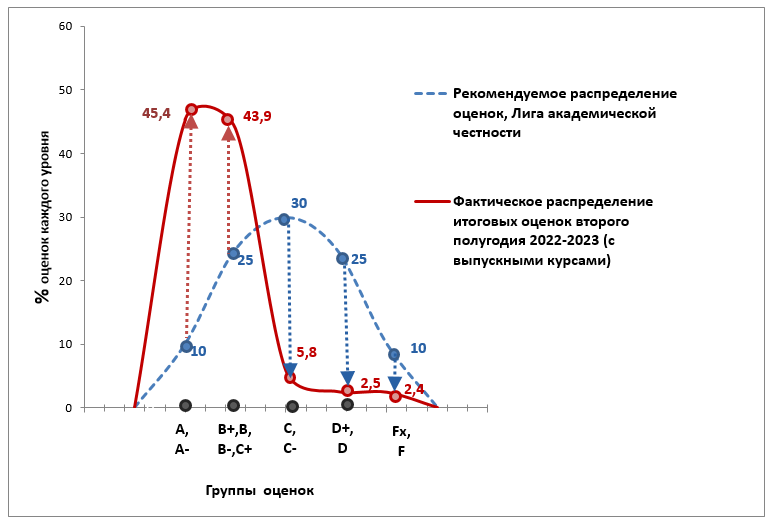 60
50
40
30
20
10
0
% оценок каждого уровня
45,4
43,9
30
25
25
10
10
5,8
2,5
2,4
Рекомендуемое распределение
оценок, Лига академической
честности
Фактическое распределение
итоговых оценок второго
полугодия 2022-2023 (с
выпускными курсами)
A,
A-
B+,B,
B-,C+
C,
C-
D+,
D
Fx,
F
Группы оценок